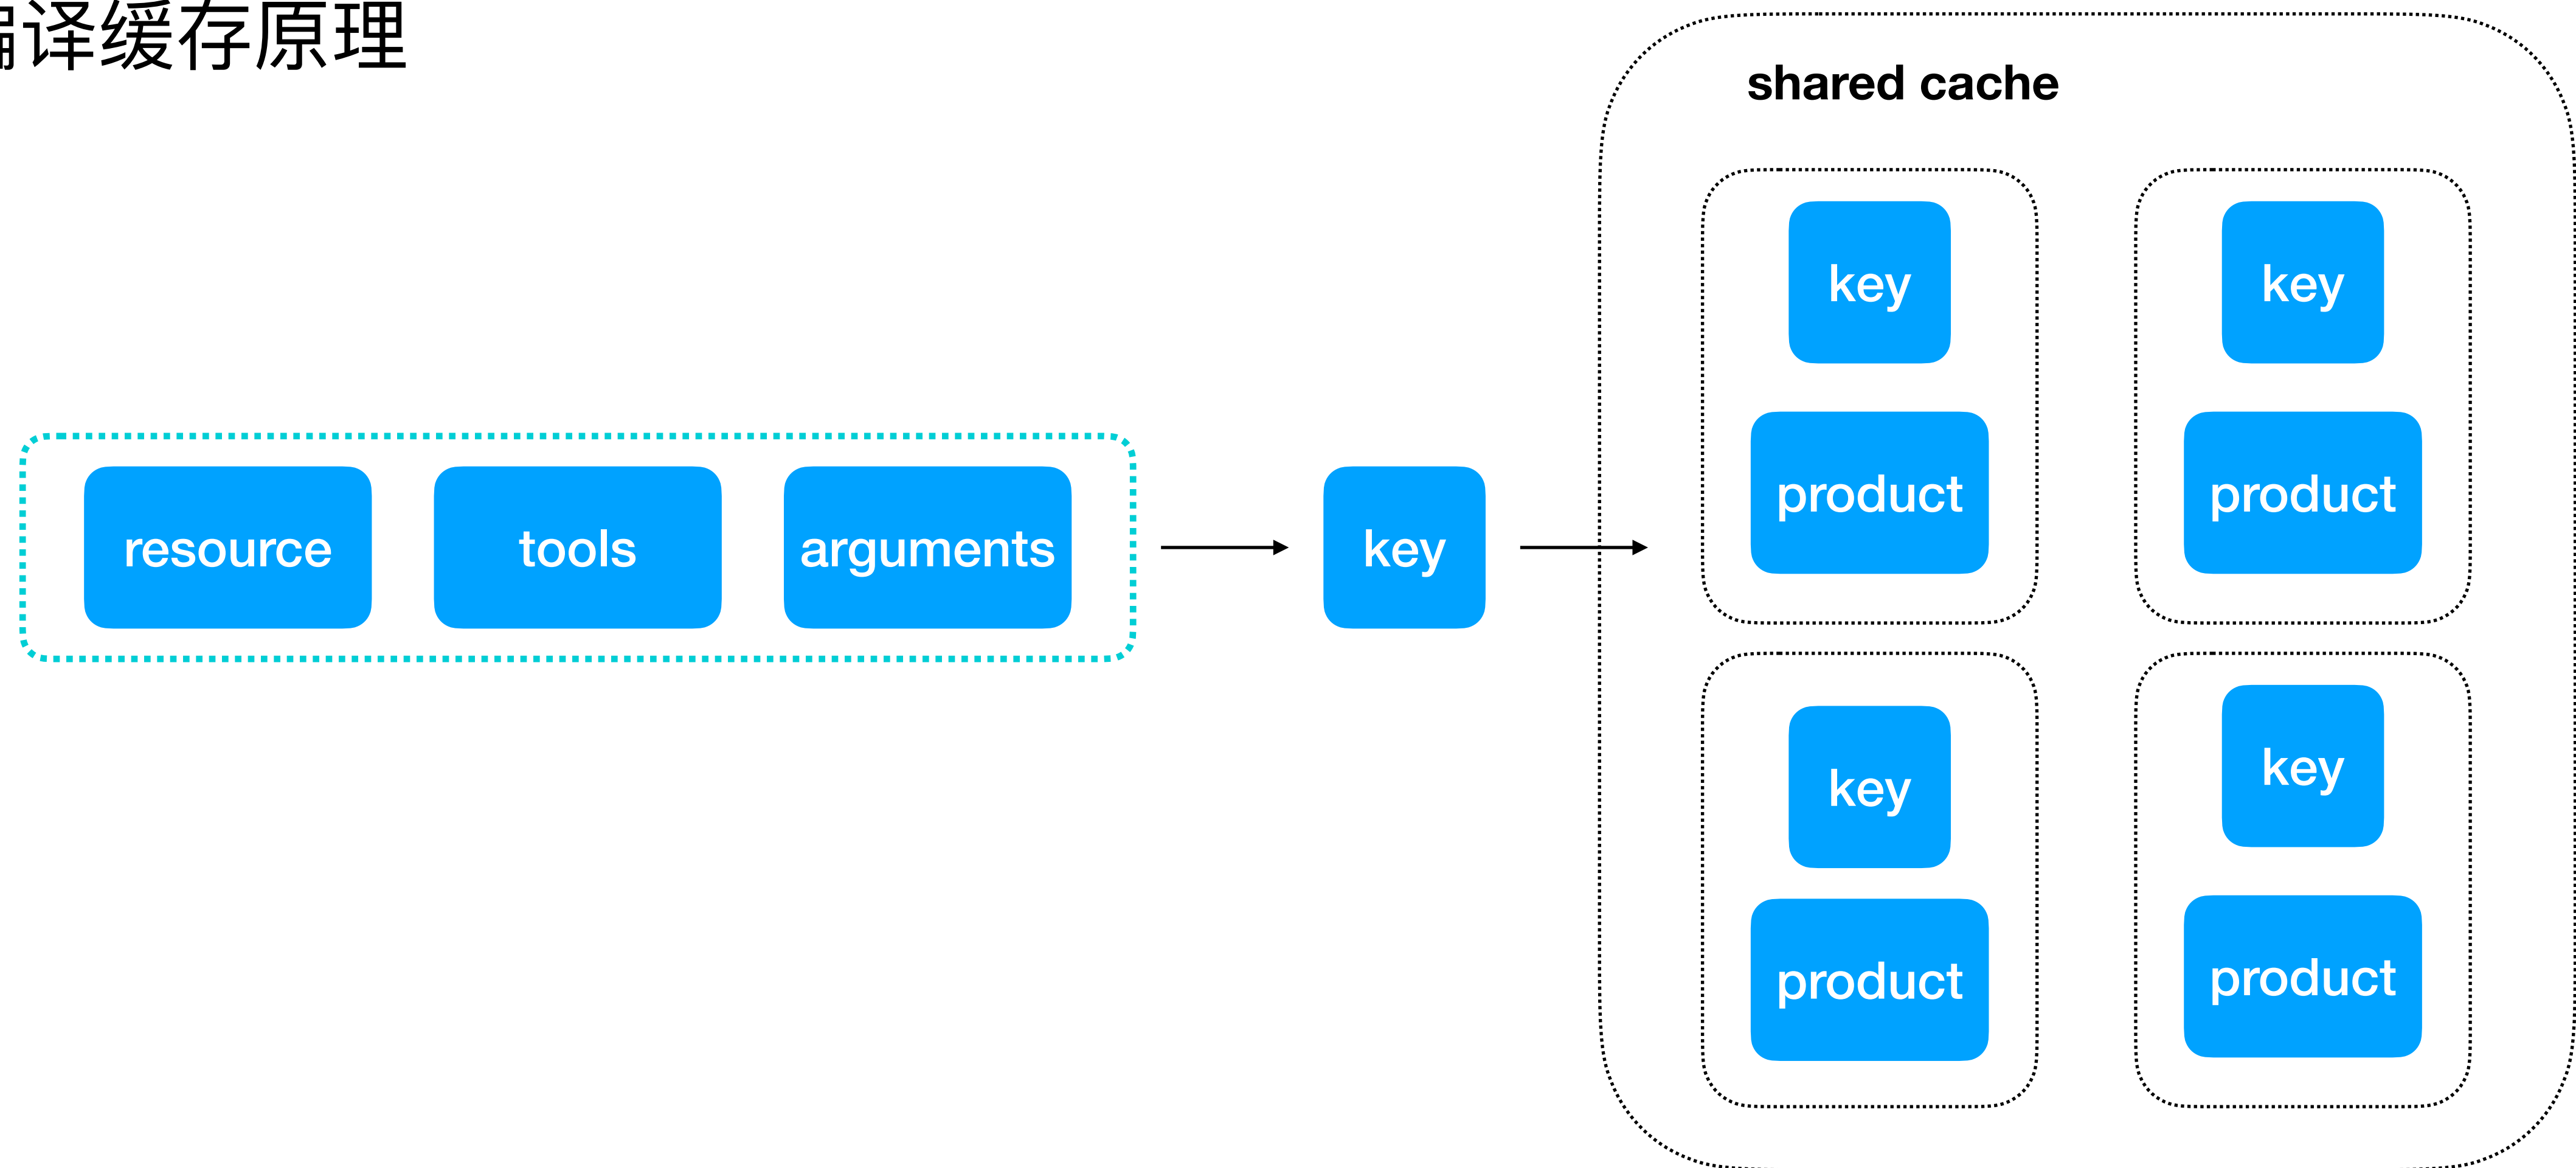 编译缓存原理
shared cache
resource
tools
arguments
key
key
product
key
product
key
product
key
product